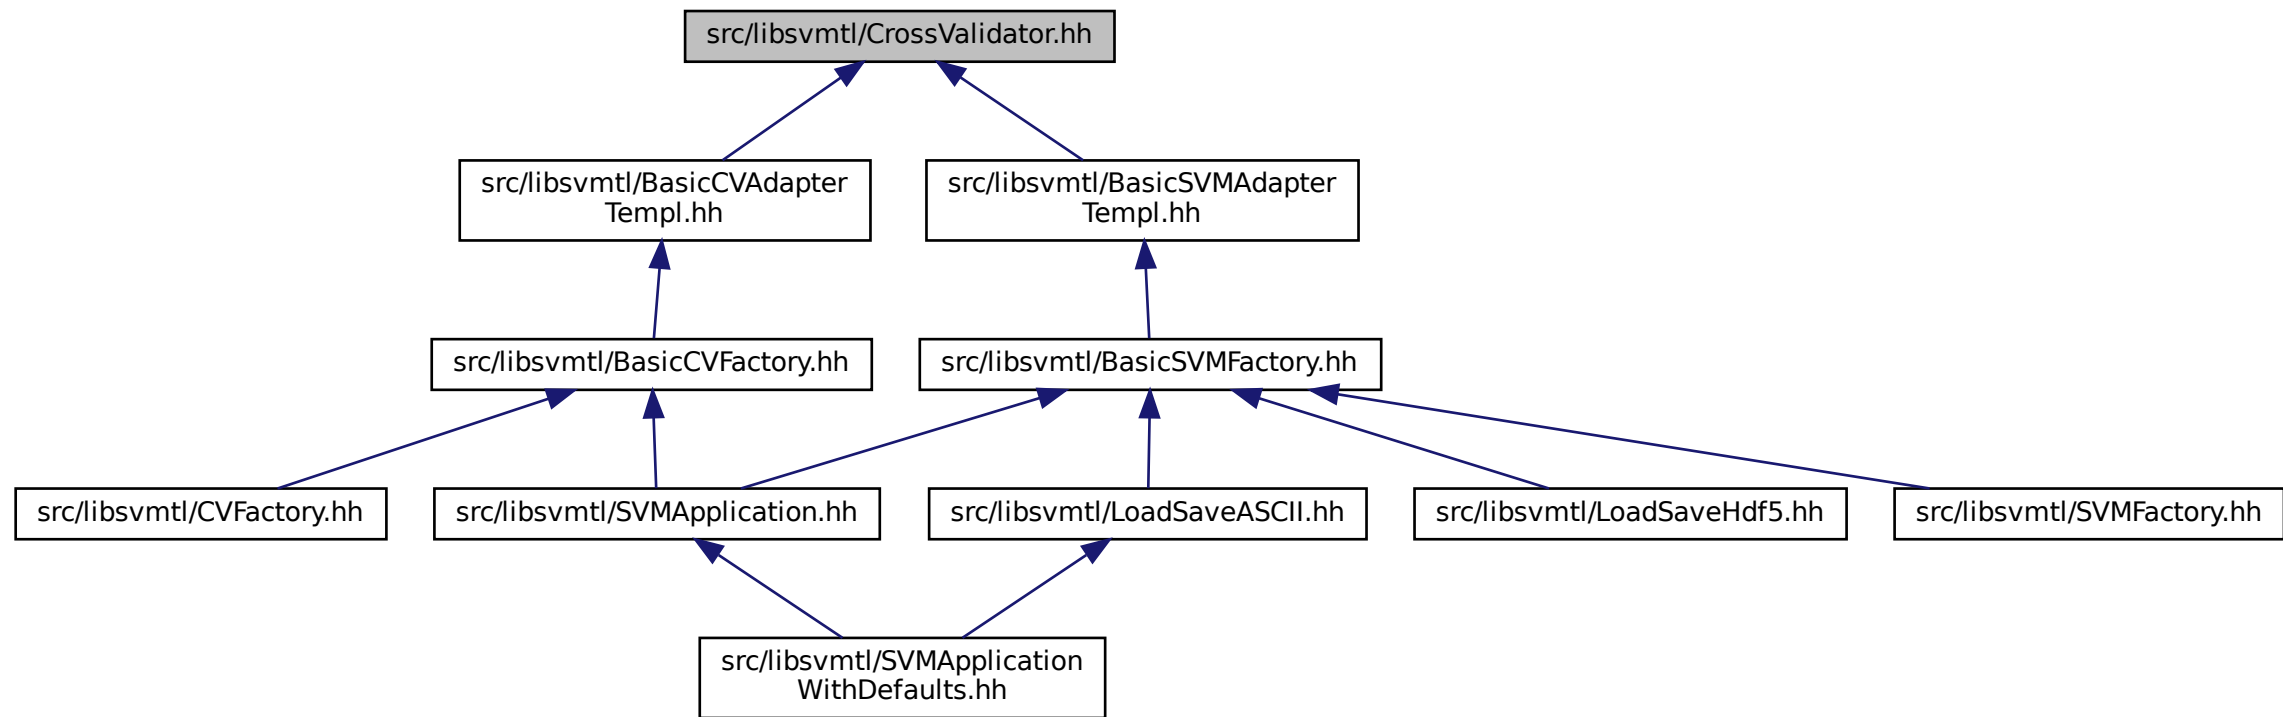 src/libsvmtl/CrossValidator.hh
src/libsvmtl/BasicCVAdapter
Templ.hh
src/libsvmtl/BasicSVMAdapter
Templ.hh
src/libsvmtl/BasicCVFactory.hh
src/libsvmtl/BasicSVMFactory.hh
src/libsvmtl/CVFactory.hh
src/libsvmtl/SVMApplication.hh
src/libsvmtl/LoadSaveASCII.hh
src/libsvmtl/LoadSaveHdf5.hh
src/libsvmtl/SVMFactory.hh
src/libsvmtl/SVMApplication
WithDefaults.hh